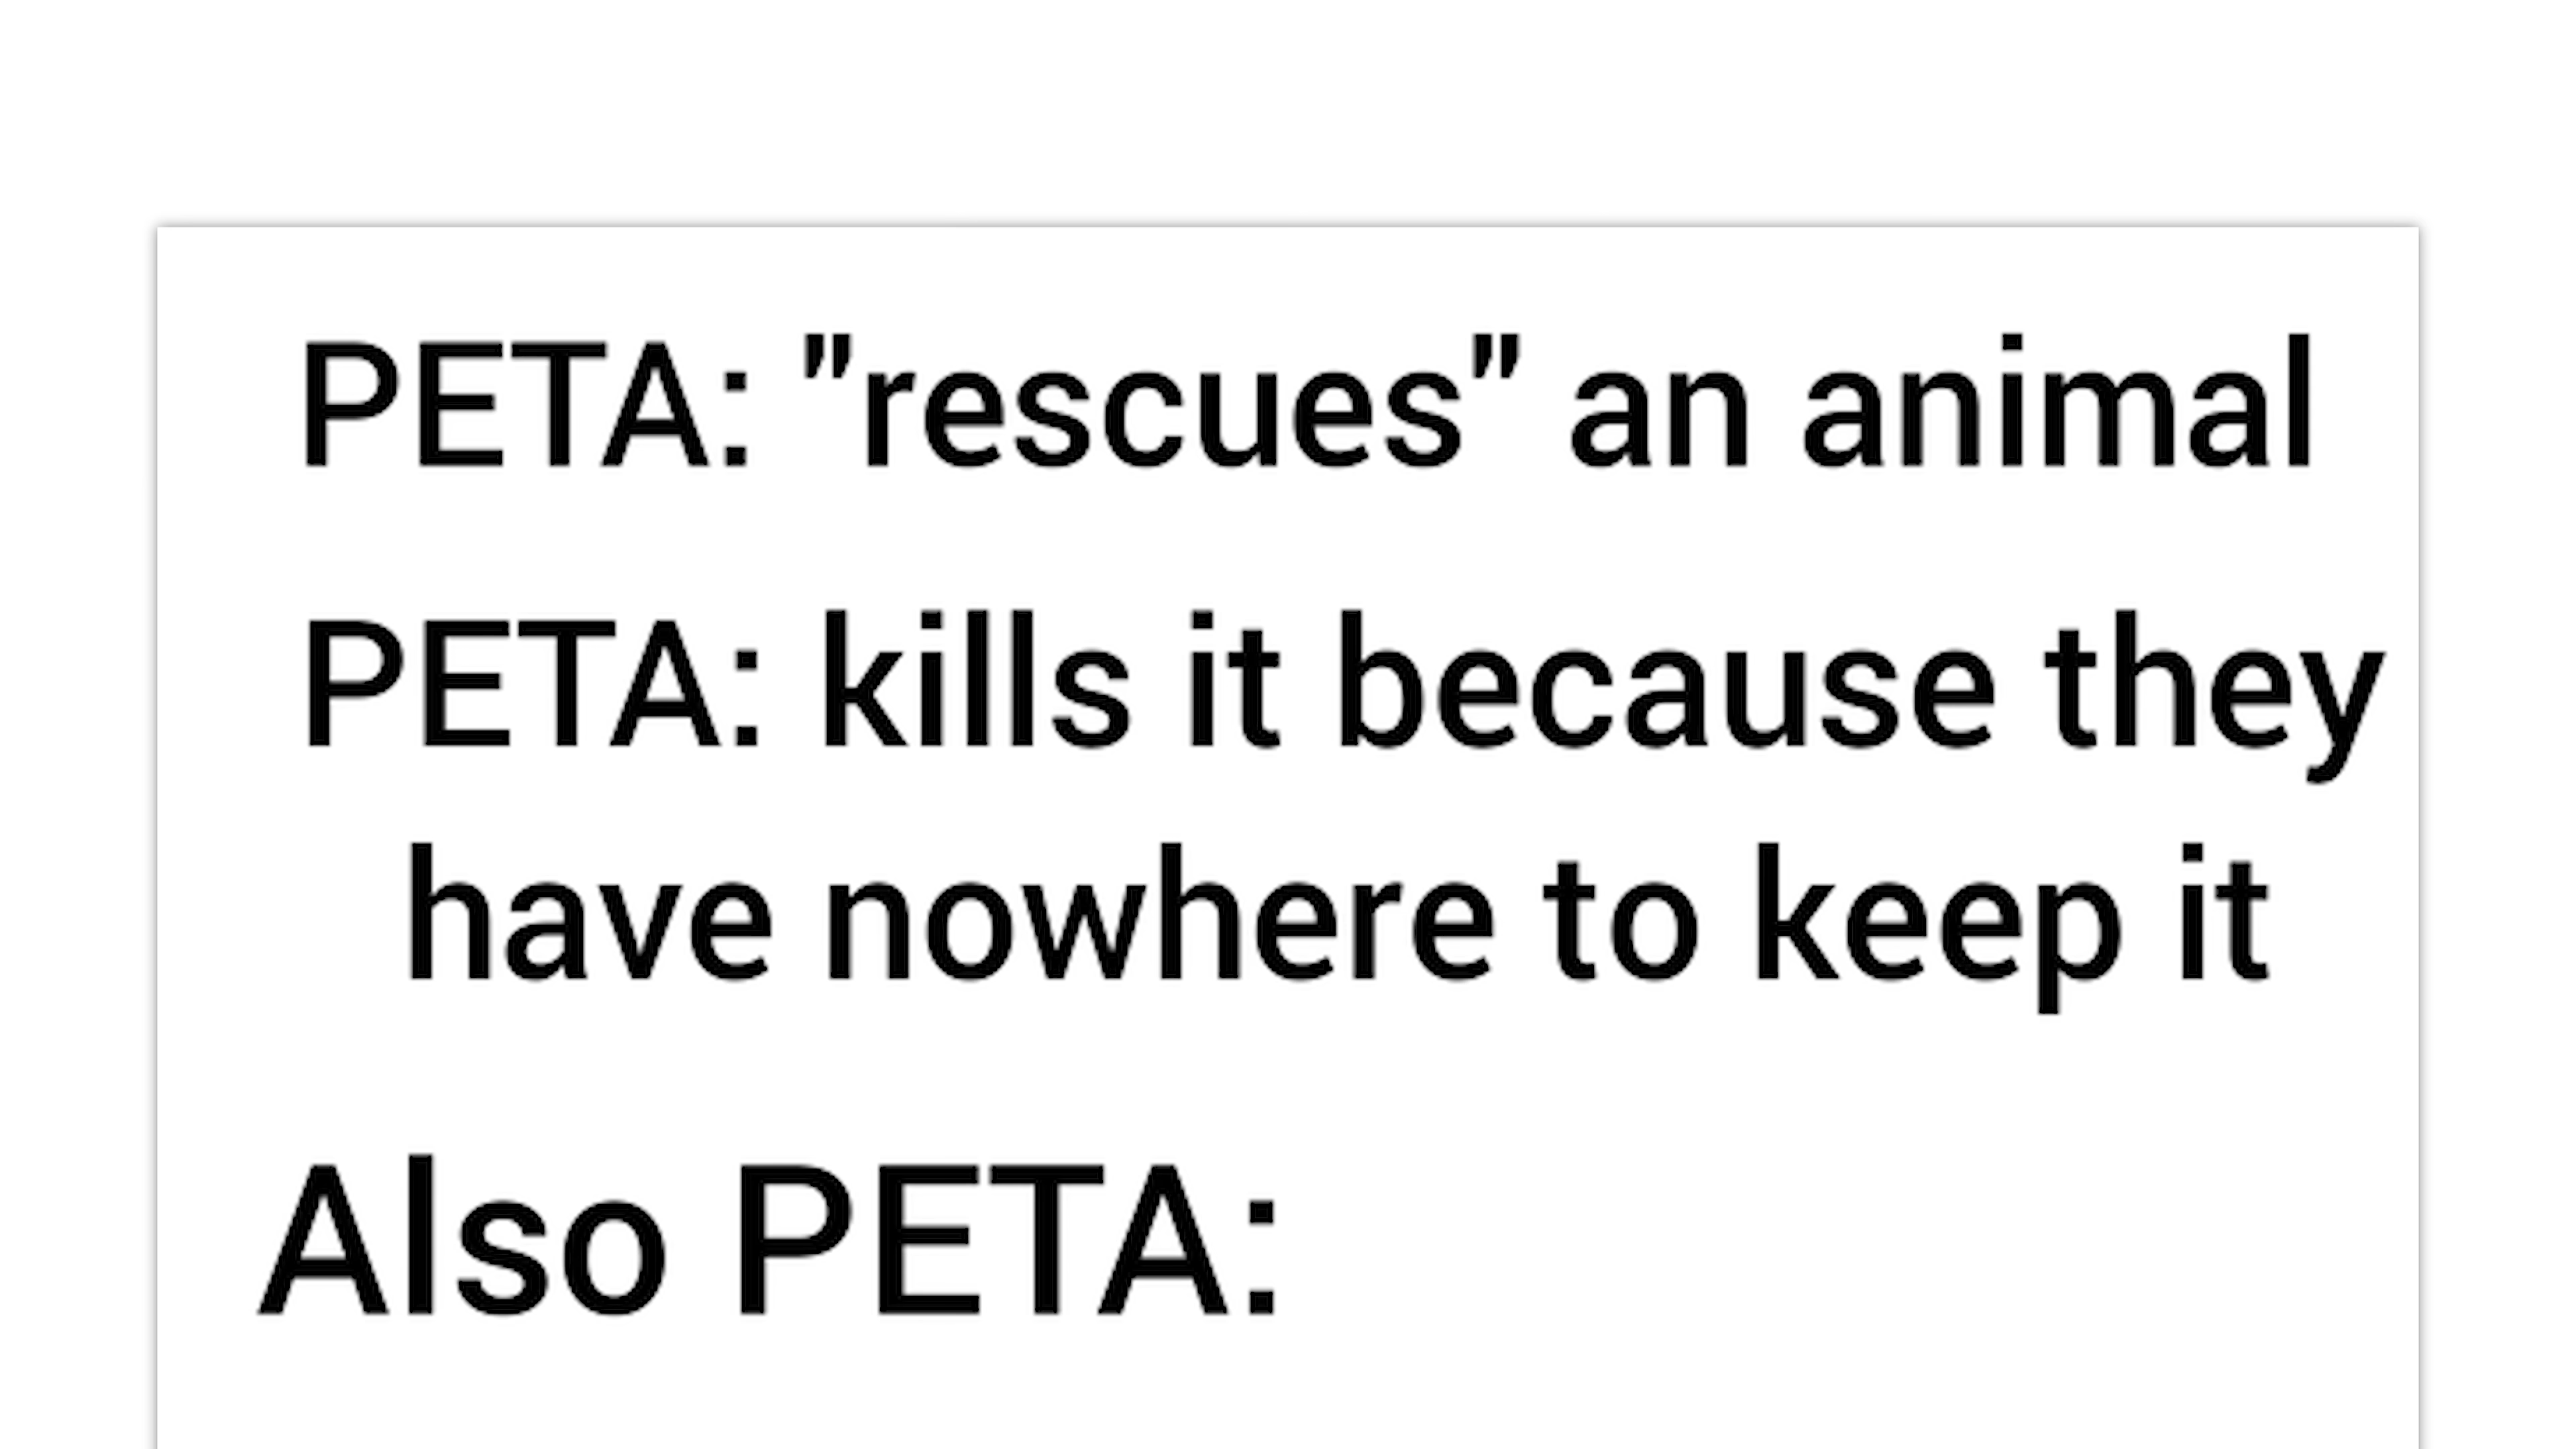 PETA: "rescues" an animal
PETA: kills it because they
have nowhere to keep it
Also PETA: